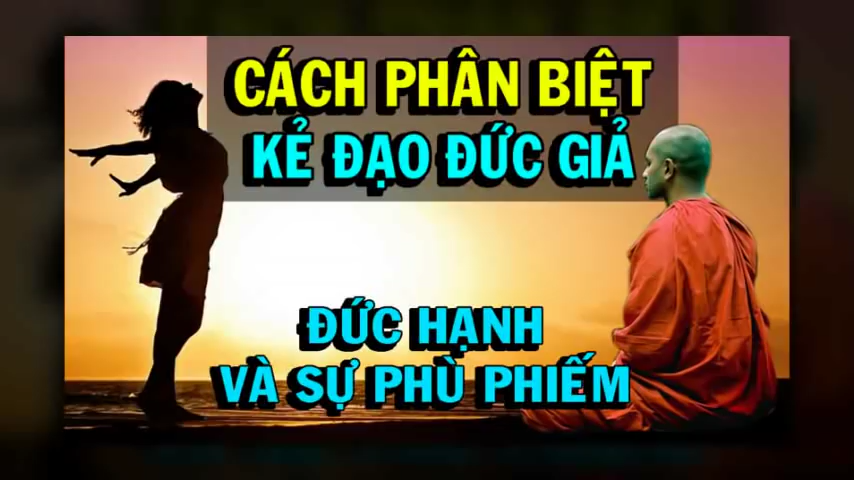 CÁCH PHÂN BIỆT
KẺ ĐẠO ĐỨC GIẢ
ĐỨC HẠNH
VÀ SỰ PHÙ PHIẾM